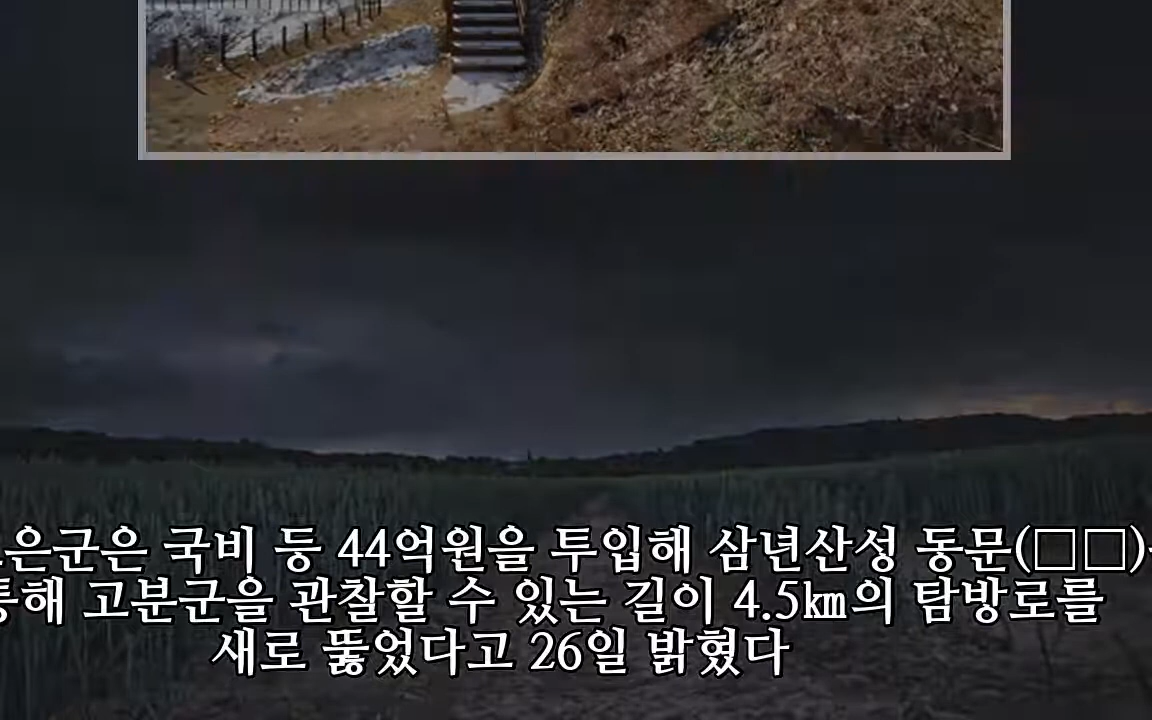 은군은 국비 등 44억원을 투입해 삼년산성 동문(□□)
해 고분군을 관찰할 수 있는 길이 4.5㎞의 탐방로를
새로 뚫었다고 26일 밝혔다